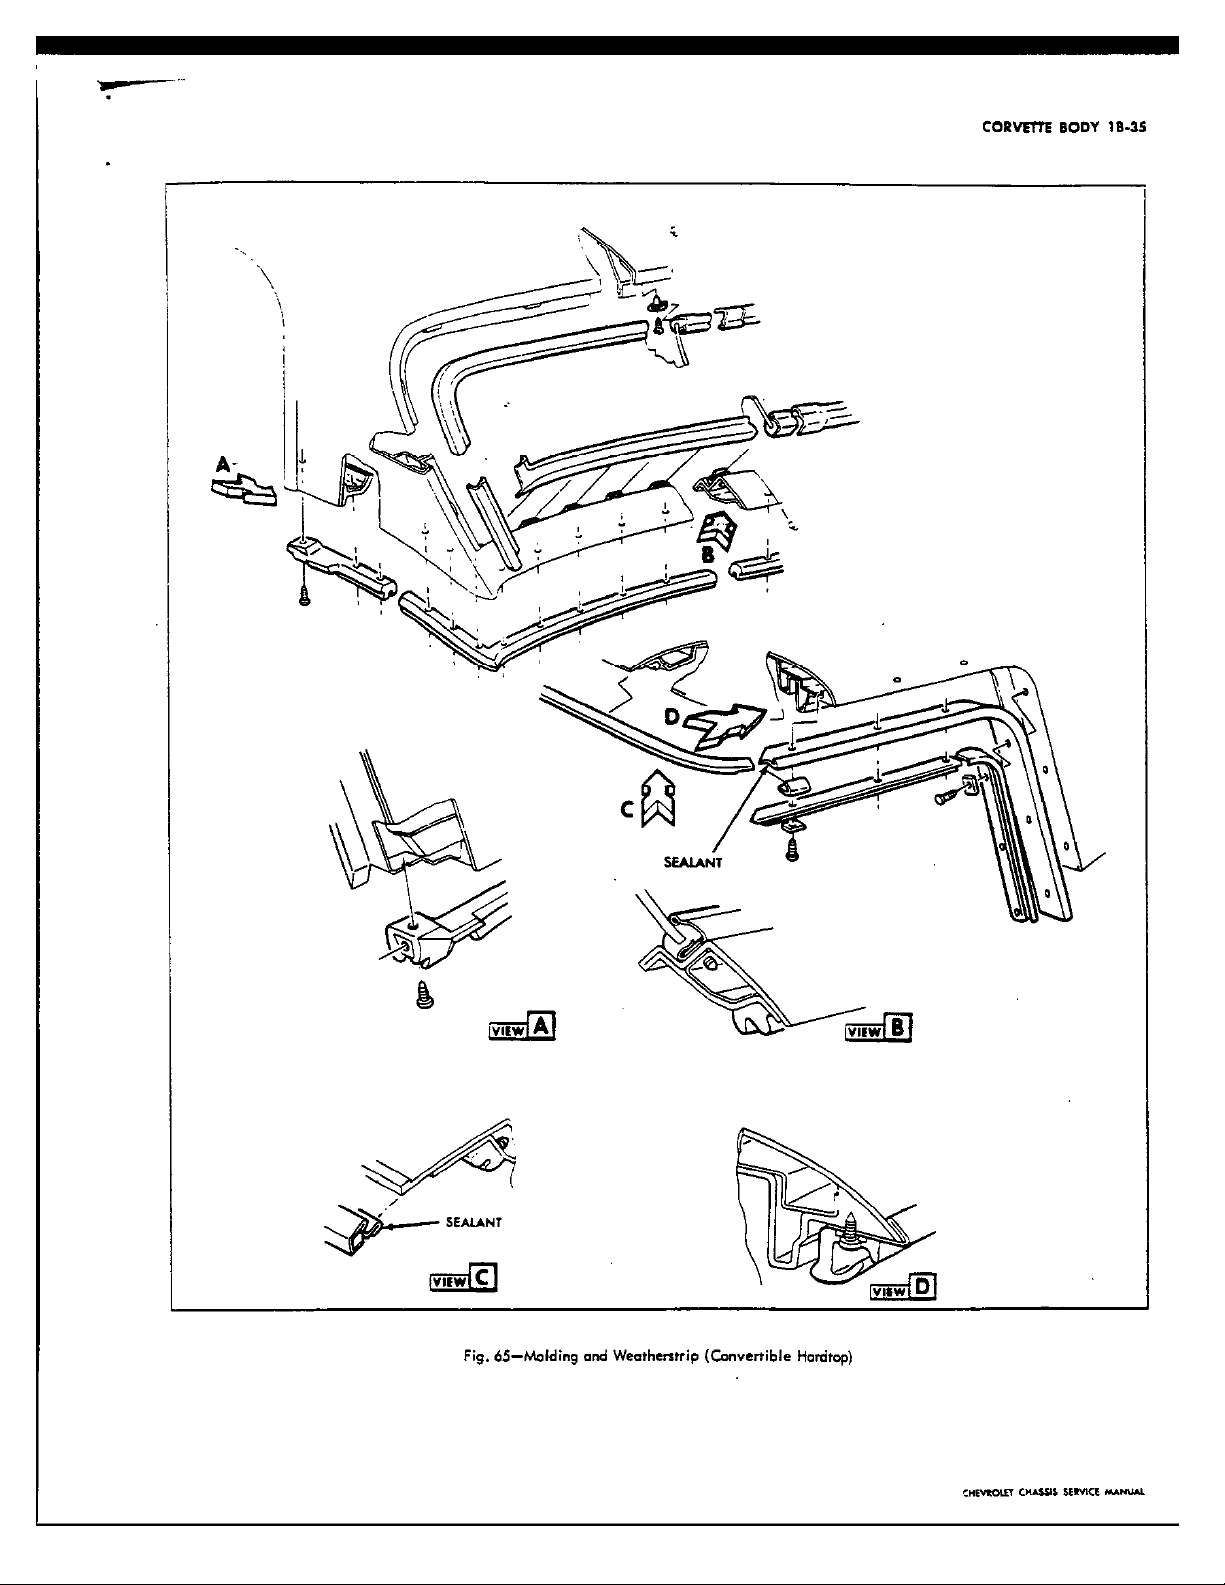 CORVETTE BODY 1B-35
A
B
D
C
SEALANT
VIEW A
VIEW B
SEALANT
VIEW C
VIEW D
Fig. 65—Molding and Weatherstrip (Convertible Hardtop)
CHEVROLET CHASSIS SERVICE MANUAL